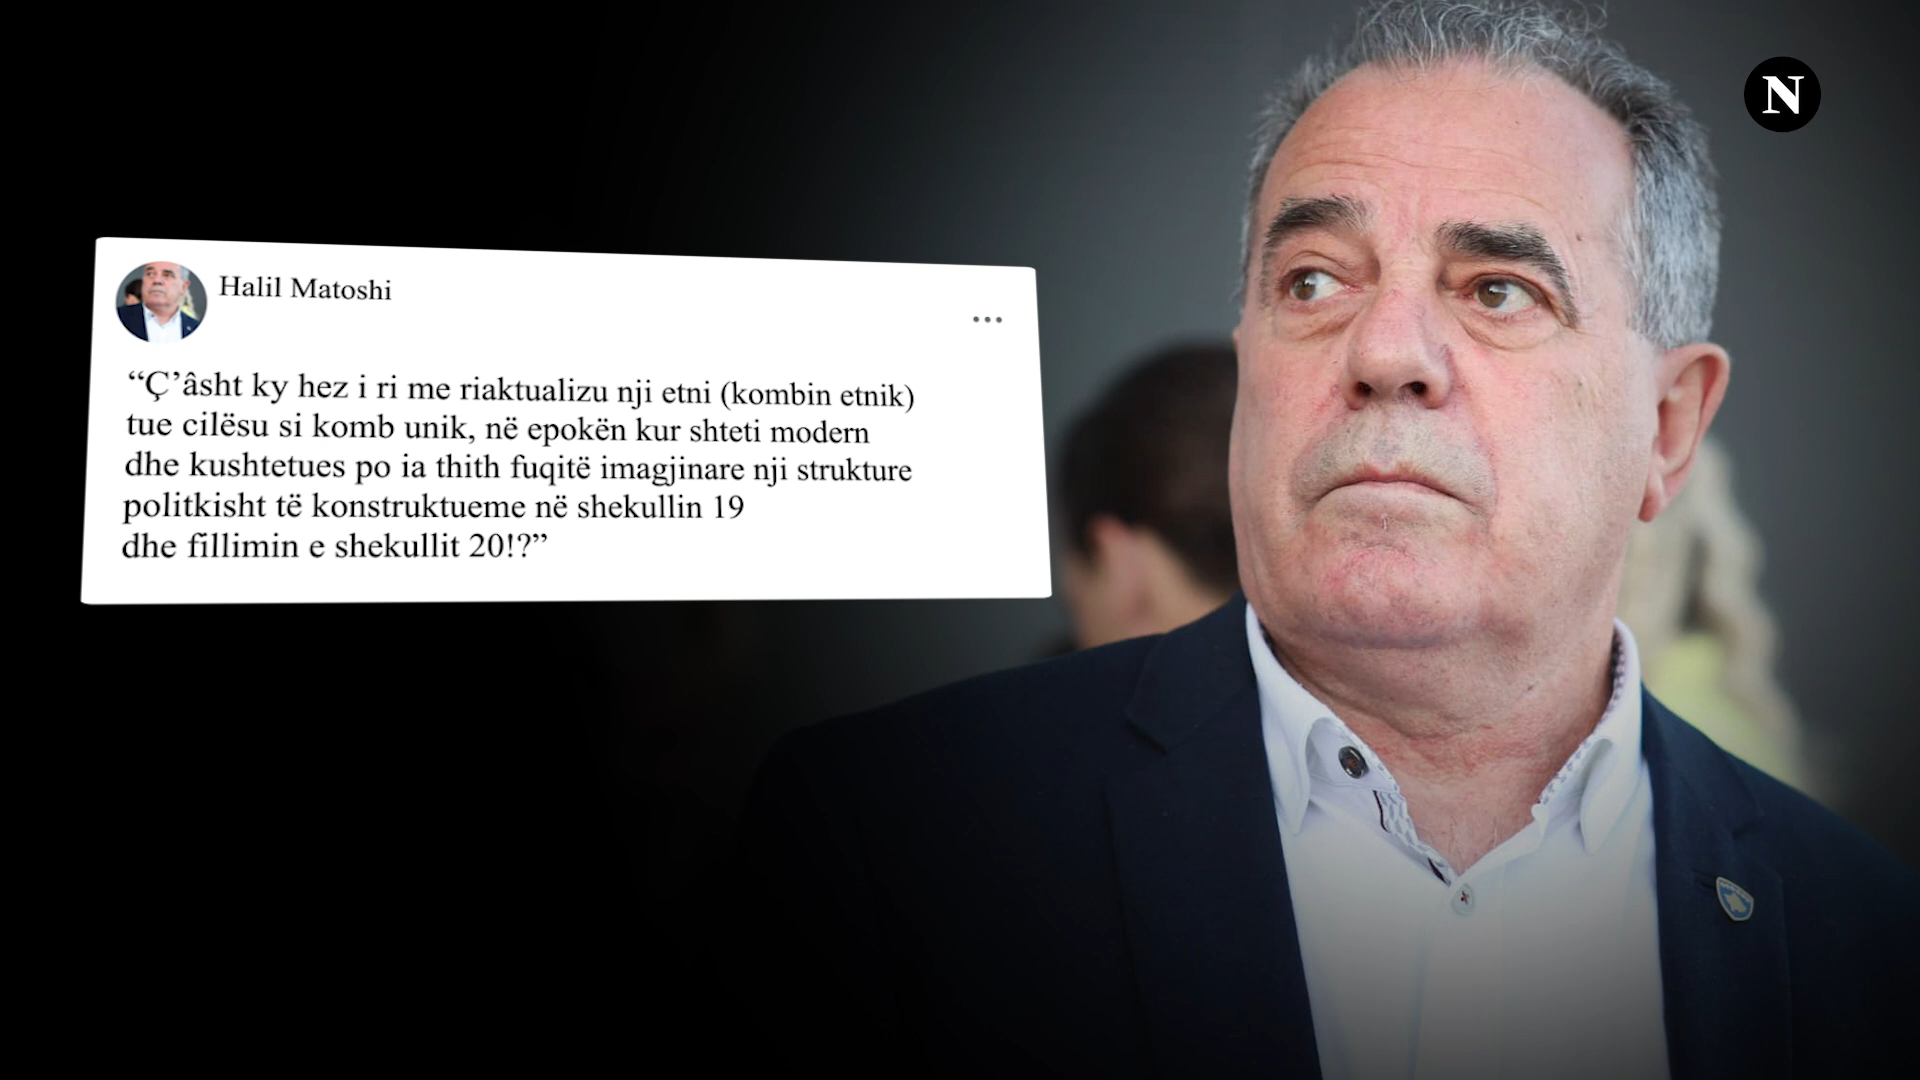 N
Halil Matoshi
“Ç’âsht ky hez i ri me riaktualizu nji etni (kombin etnik)
tue cilësu si komb unik, në epokën kur shteti modern
dhe kushtetues po ia thith fuqitë imagjinare nji strukture
politkisht të konstruktueme në shekullin 19
dhe fillimin e shekullit 20!?”